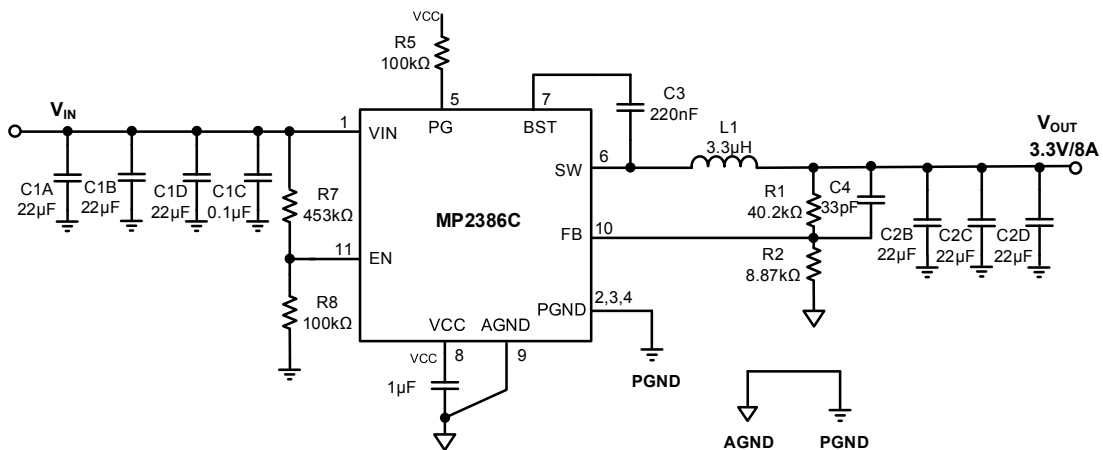 VCC
R5
100kΩ
5
7
C3
220nF
VIN
1
VIN
PG
BST
L1
3.3µH
VOUT
3.3V/8A
SW
6
C1A
22µF
C1B
22µF
C1D
22µF
C1C
0.1µF
R7
453kΩ
MP2386C
R1
40.2kΩ
C4
33pF
FB
10
C2B
22µF
C2C
22µF
C2D
22µF
11
EN
R2
8.87kΩ
R8
100kΩ
PGND
2,3,4
VCC
AGND
VCC
8
9
PGND
1µF
AGND
PGND